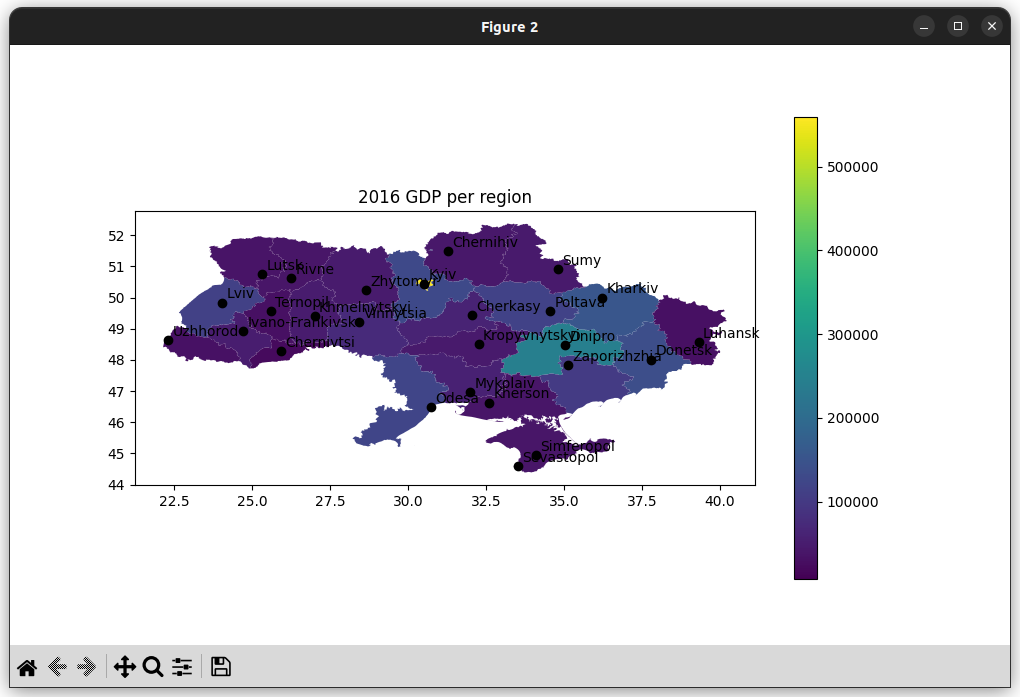 Figure 2
2016 GDP per region
52
51
50
49
48
47
46
45
44
22.5
25.0
27.5
30.0
32.5
35.0
37.5
40.0
500000
400000
300000
200000
100000
Chernihiv
Sumy
Lutsk
Rivne
Zhytomyr
Kyiv
Kharkiv
Lviv
Ternopil
Khmelnytskyi
Vinnytsia
Cherkasy
Poltava
Uzhhorod
Ivano-Frankivsk
Chernivtsi
Kropyvnytskyi
Dnipro
Luhansk
Zaporizhzhia
Donetsk
Mykolaiv
Kherson
Odesa
Simferopol
Sevastopol